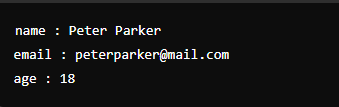 name : Peter Parker
email : peterparker@mail.com
age : 18